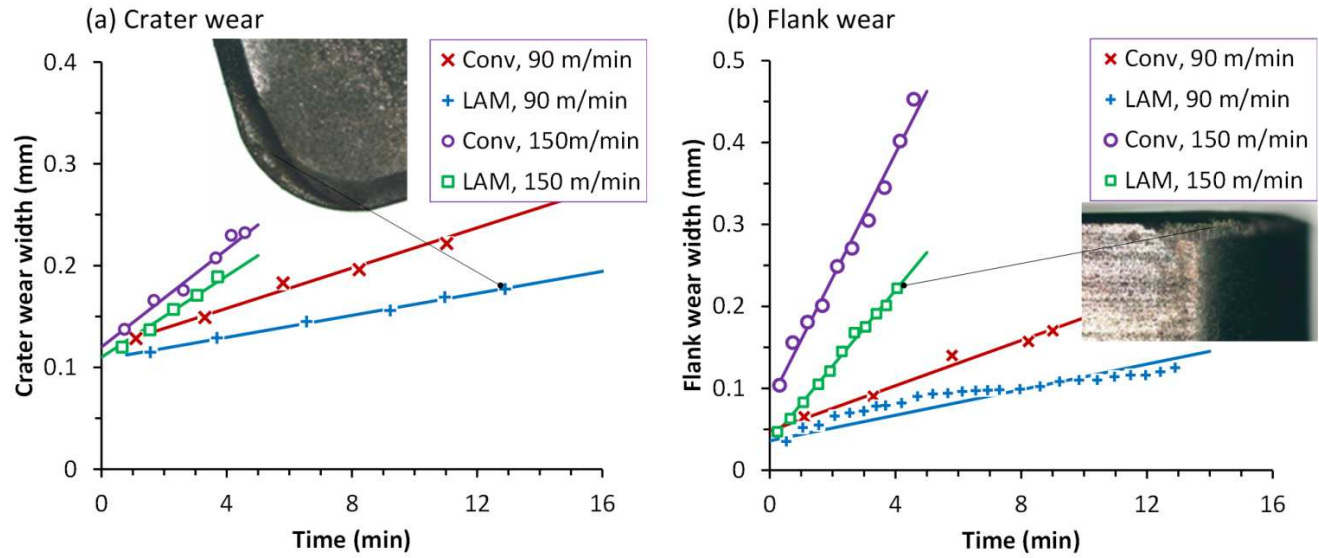 (a) Crater wear
Crater wear width (mm)
0.4
0.3
0.2
0.1
0
0 4 8 12 16
Time (min)
Conv, 90 m/min
LAM, 90 m/min
Conv, 150m/min
LAM, 150 m/min
(b) Flank wear
Flank wear width (mm)
0.5
0.4
0.3
0.2
0.1
0
0 4 8 12 16
Time (min)
Conv, 90 m/min
LAM, 90 m/min
Conv, 150 m/min
LAM, 150 m/min